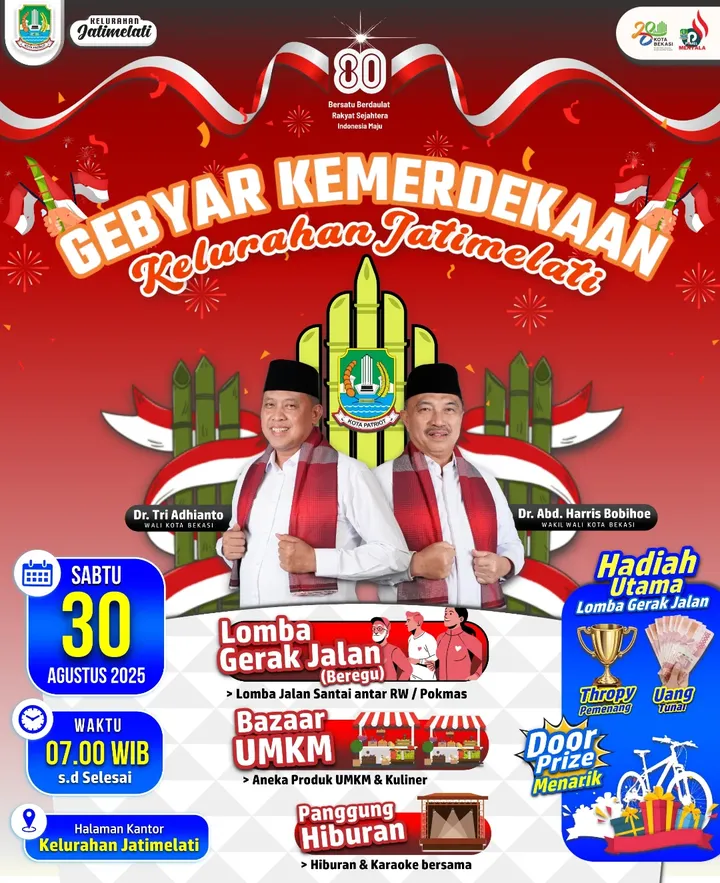 KELURAHAN
Jatimelati
KOTA PATRIOT
KOTA
BEKASI
MENYALA
80
Bersatu Berdaulat
Rakyat Sejahtera
Indonesia Maju
GEBYAR KEMERDEKAAN
Kelurahan Jatimelati
KOTA PATRIOT
Dr. Tri Adhianto
WALI KOTA BEKASI
Dr. Abd. Harris Bobihoe
WAKIL WALI KOTA BEKASI
SABTU
30
AGUSTUS 2025
WAKTU
07.00 WIB
s.d Selesai
Halaman Kantor
Kelurahan Jatimelati
Lomba
Gerak Jalan
(Beregu)
> Lomba Jalan Santai antar RW / Pokmas
Bazaar
UMKM
> Aneka Produk UMKM & Kuliner
Panggung
Hiburan
> Hiburan & Karaoke bersama
Hadiah
Utama
Lomba Gerak Jalan
Thropy
Pemenang
Uang
Tunai
Door
Prize
Menarik